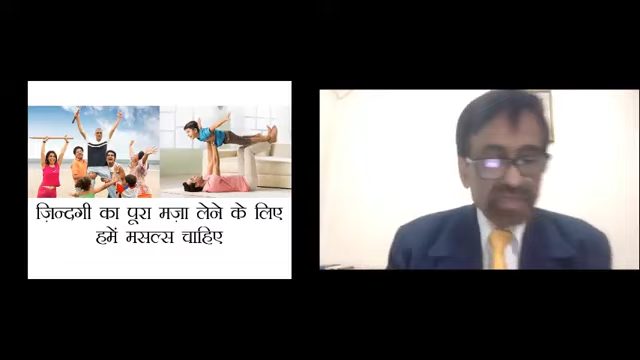 ज़िन्दगी का पूरा मज़ा लेने के लिए
हमें मसल्स चाहिए